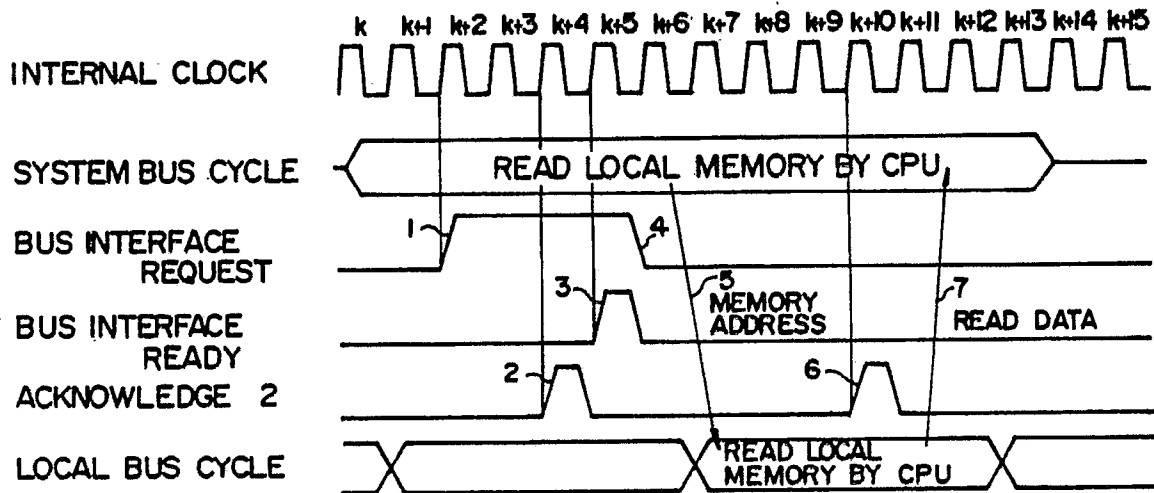 k k+1 k+2 k+3 k+4 k+5 k+6 k+7 k+8 k+9 k+10 k+11 k+12 k+13 k+14 k+15
INTERNAL CLOCK
SYSTEM BUS CYCLE
READ LOCAL MEMORY BY CPU
BUS INTERFACE
REQUEST
1
4
BUS INTERFACE
READY
3
5
MEMORY
ADDRESS
7
READ DATA
ACKNOWLEDGE 2
2
6
LOCAL BUS CYCLE
READ LOCAL
MEMORY BY CPU